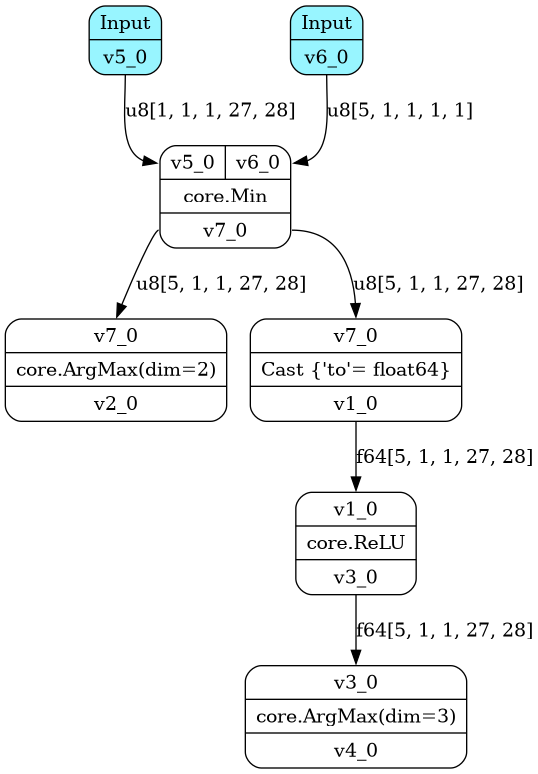 Input
v5_0
Input
v6_0
u8[1, 1, 1, 27, 28]
u8[5, 1, 1, 1, 1]
v5_0 v6_0
core.Min
v7_0
u8[5, 1, 1, 27, 28]
u8[5, 1, 1, 27, 28]
v7_0
core.ArgMax(dim=2)
v2_0
v7_0
Cast {'to'= float64}
v1_0
f64[5, 1, 1, 27, 28]
v1_0
core.ReLU
v3_0
f64[5, 1, 1, 27, 28]
v3_0
core.ArgMax(dim=3)
v4_0